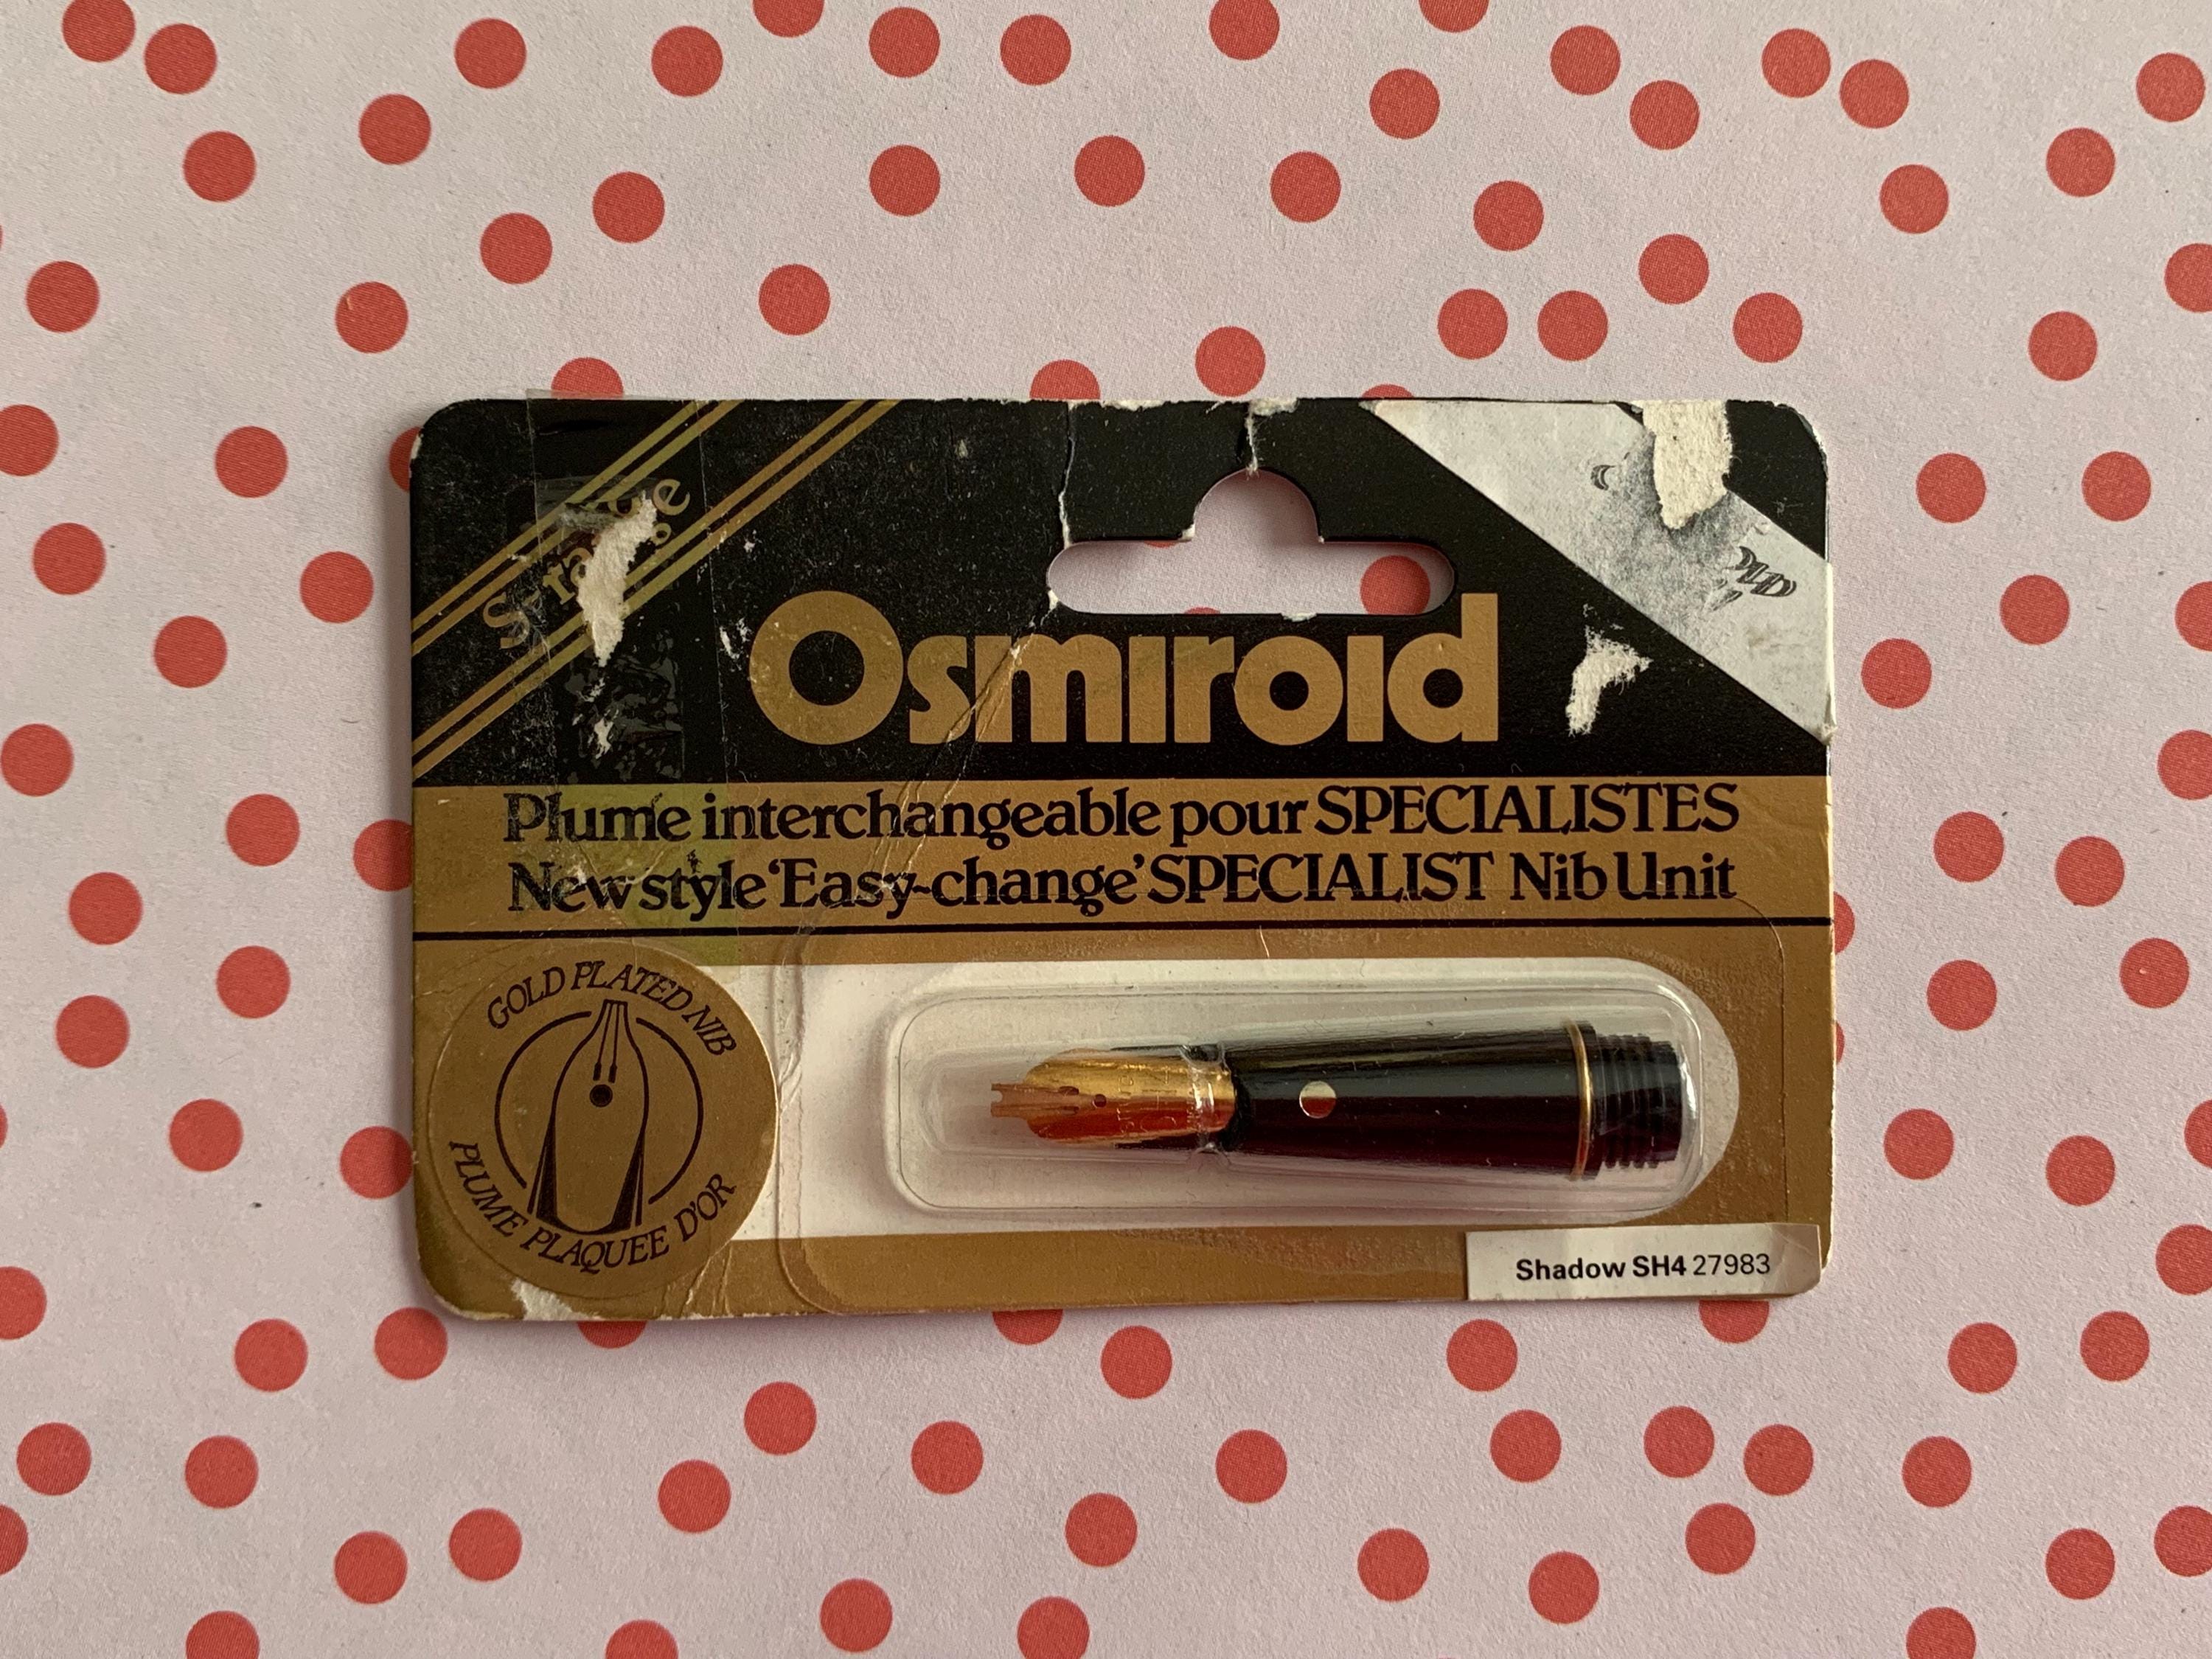 Osmiroid
Plume interchangeable pour SPECIALISTES
New style 'Easy-change' SPECIALIST Nib Unit
GOLD PLATED NIB
PLUME PLAQUEE D'OR
Shadow SH4 27983